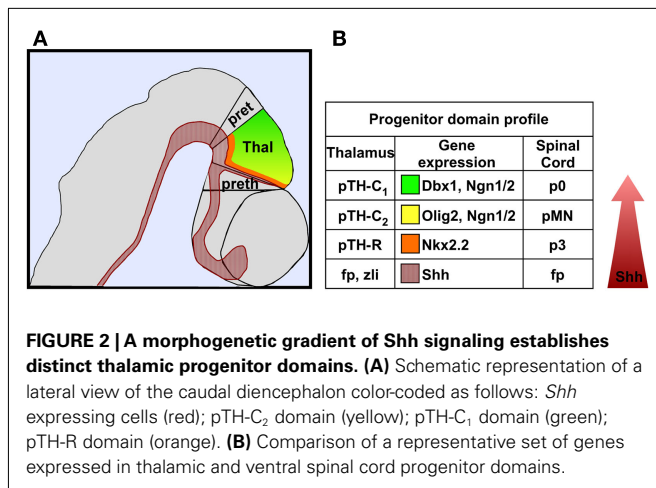 A
B
pret
Thal
preth
Progenitor domain profile
Thalamus Gene expression Spinal Cord
pTH-C₁ Dbx1, Ngn1/2 p0
pTH-C₂ Olig2, Ngn1/2 pMN
pTH-R Nkx2.2 p3
fp, zli Shh fp
Shh
FIGURE 2 | A morphogenetic gradient of Shh signaling establishes
distinct thalamic progenitor domains. (A) Schematic representation of a
lateral view of the caudal diencephalon color-coded as follows: Shh
expressing cells (red); pTH-C₂ domain (yellow); pTH-C₁ domain (green);
pTH-R domain (orange). (B) Comparison of a representative set of genes
expressed in thalamic and ventral spinal cord progenitor domains.